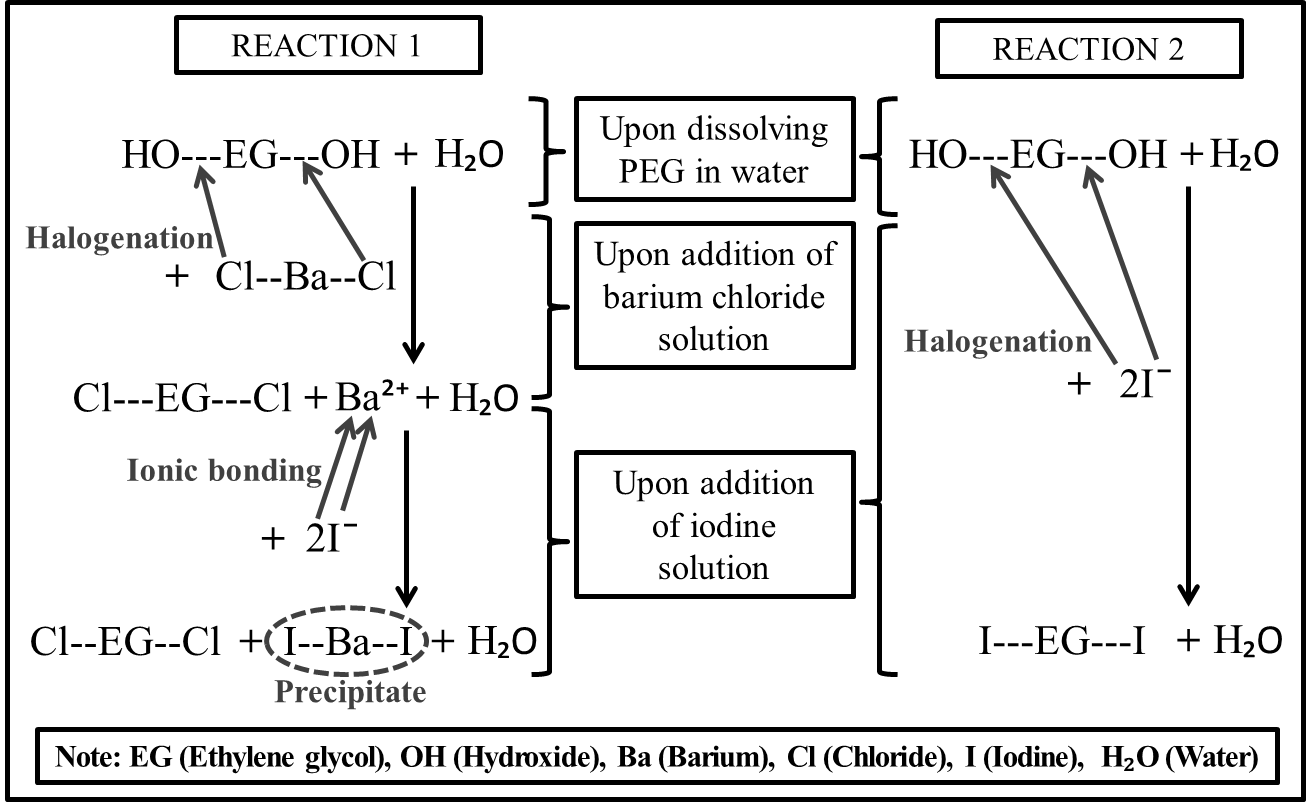 REACTION 1
REACTION 2
HO---EG---OH + H₂O
Upon dissolving
PEG in water
HO---EG---OH + H₂O
Halogenation
+ Cl--Ba--Cl
Upon addition of
barium chloride
solution
Halogenation
+ 2I⁻
Cl---EG---Cl + Ba²⁺ + H₂O
Ionic bonding
+ 2I⁻
Upon addition
of iodine
solution
Cl--EG--Cl + I--Ba--I + H₂O
Precipitate
I---EG---I + H₂O
Note: EG (Ethylene glycol), OH (Hydroxide), Ba (Barium), Cl (Chloride), I (Iodine), H₂O (Water)